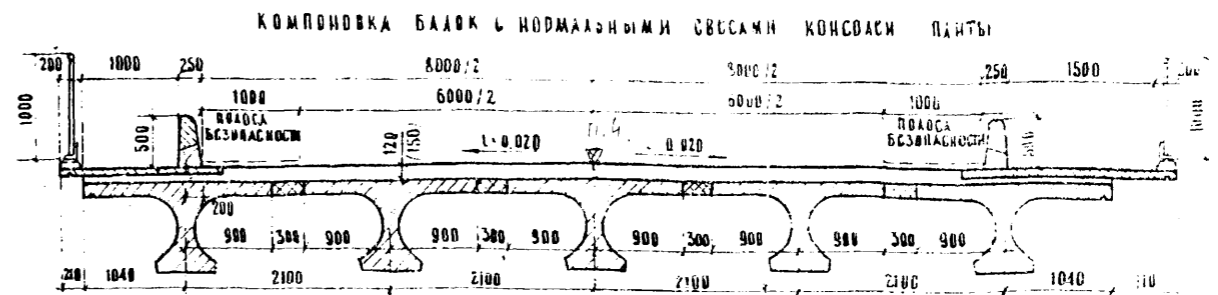 КОМПОНОВКА БАЛОК С НОРМАЛЬНЫМИ СВЕСАМИ КОНСОЛЕЙ ПЛИТЫ
200 1000 250 8000/2 8000/2 250 1500
1000 6000/2 6000/2 1000
1000 500 ПОЛОСА БЕЗОПАСНОСТИ 120 (150) i=0.020 0.020 ПОЛОСА БЕЗОПАСНОСТИ
200
900 300 900 900 300 900 900 300 900 900 300 900
210 1040 2100 2100 2100 2100 1040